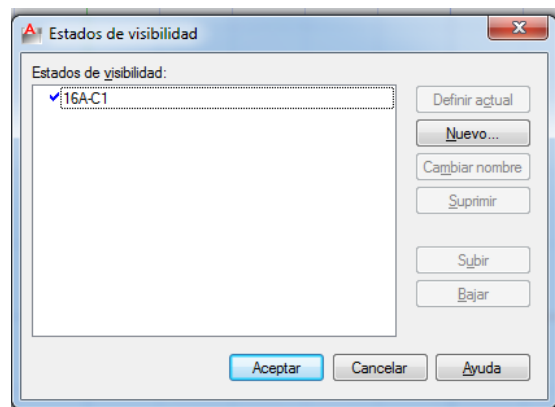 Estados de visibilidad
Estados de visibilidad:
16A-C1
Definir actual
Nuevo...
Cambiar nombre
Suprimir
Subir
Bajar
Aceptar
Cancelar
Ayuda